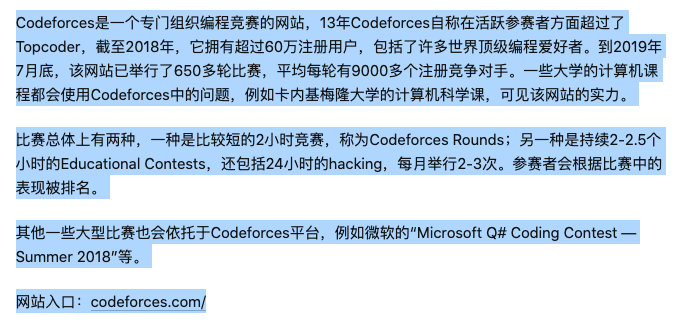 Codeforces是一个专门组织编程竞赛的网站，13年Codeforces自称在活跃参赛者方面超过了
Topcoder，截至2018年，它拥有超过60万注册用户，包括了许多世界顶级编程爱好者。到2019年
7月底，该网站已举行了650多轮比赛，平均每轮有9000多个注册竞争对手。一些大学的计算机课
程都会使用Codeforces中的问题，例如卡内基梅隆大学的计算机科学课，可见该网站的实力。
比赛总体上有两种，一种是比较短的2小时竞赛，称为Codeforces Rounds；另一种是持续2-2.5个
小时的Educational Contests，还包括24小时的hacking，每月举行2-3次。参赛者会根据比赛中的
表现被排名。
其他一些大型比赛也会依托于Codeforces平台，例如微软的“Microsoft Q# Coding Contest —
Summer 2018”等。
网站入口：codeforces.com/